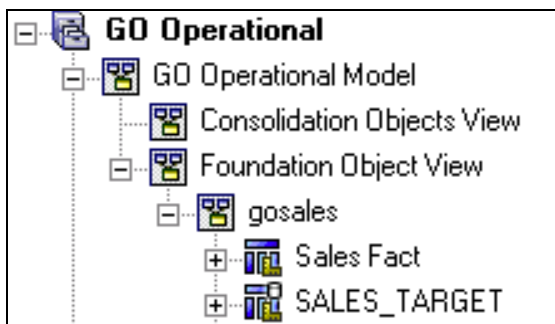 GO Operational
GO Operational Model
Consolidation Objects View
Foundation Object View
gosales
Sales Fact
SALES_TARGET